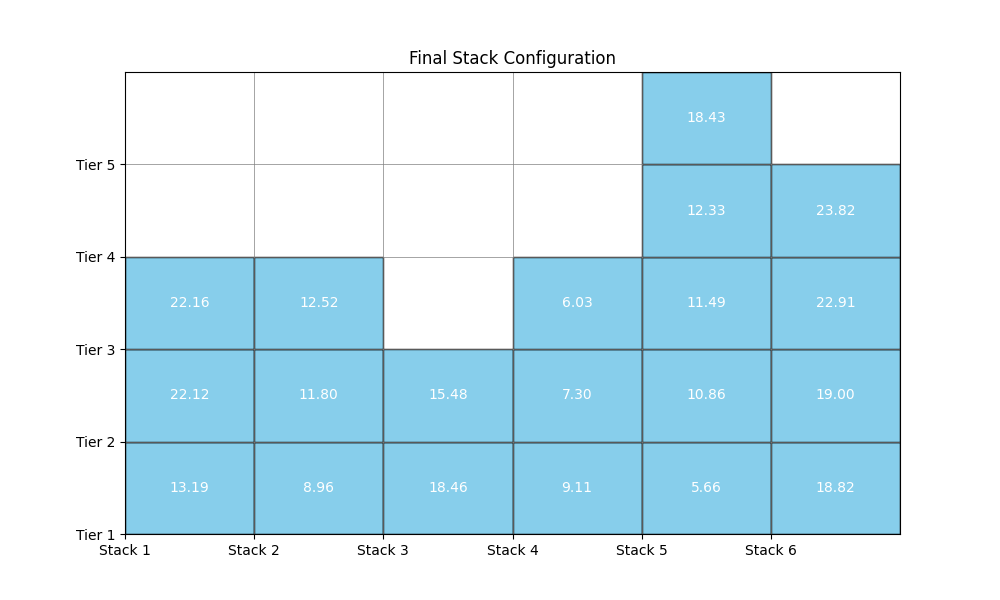 Final Stack Configuration
18.43
Tier 5
12.33 23.82
Tier 4
22.16 12.52 6.03 11.49 22.91
Tier 3
22.12 11.80 15.48 7.30 10.86 19.00
Tier 2
13.19 8.96 18.46 9.11 5.66 18.82
Tier 1
Stack 1 Stack 2 Stack 3 Stack 4 Stack 5 Stack 6